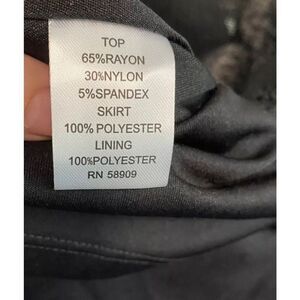 TOP
65%RAYON
30%NYLON
5%SPANDEX
SKIRT
100% POLYESTER
LINING
100%POLYESTER
RN 58909